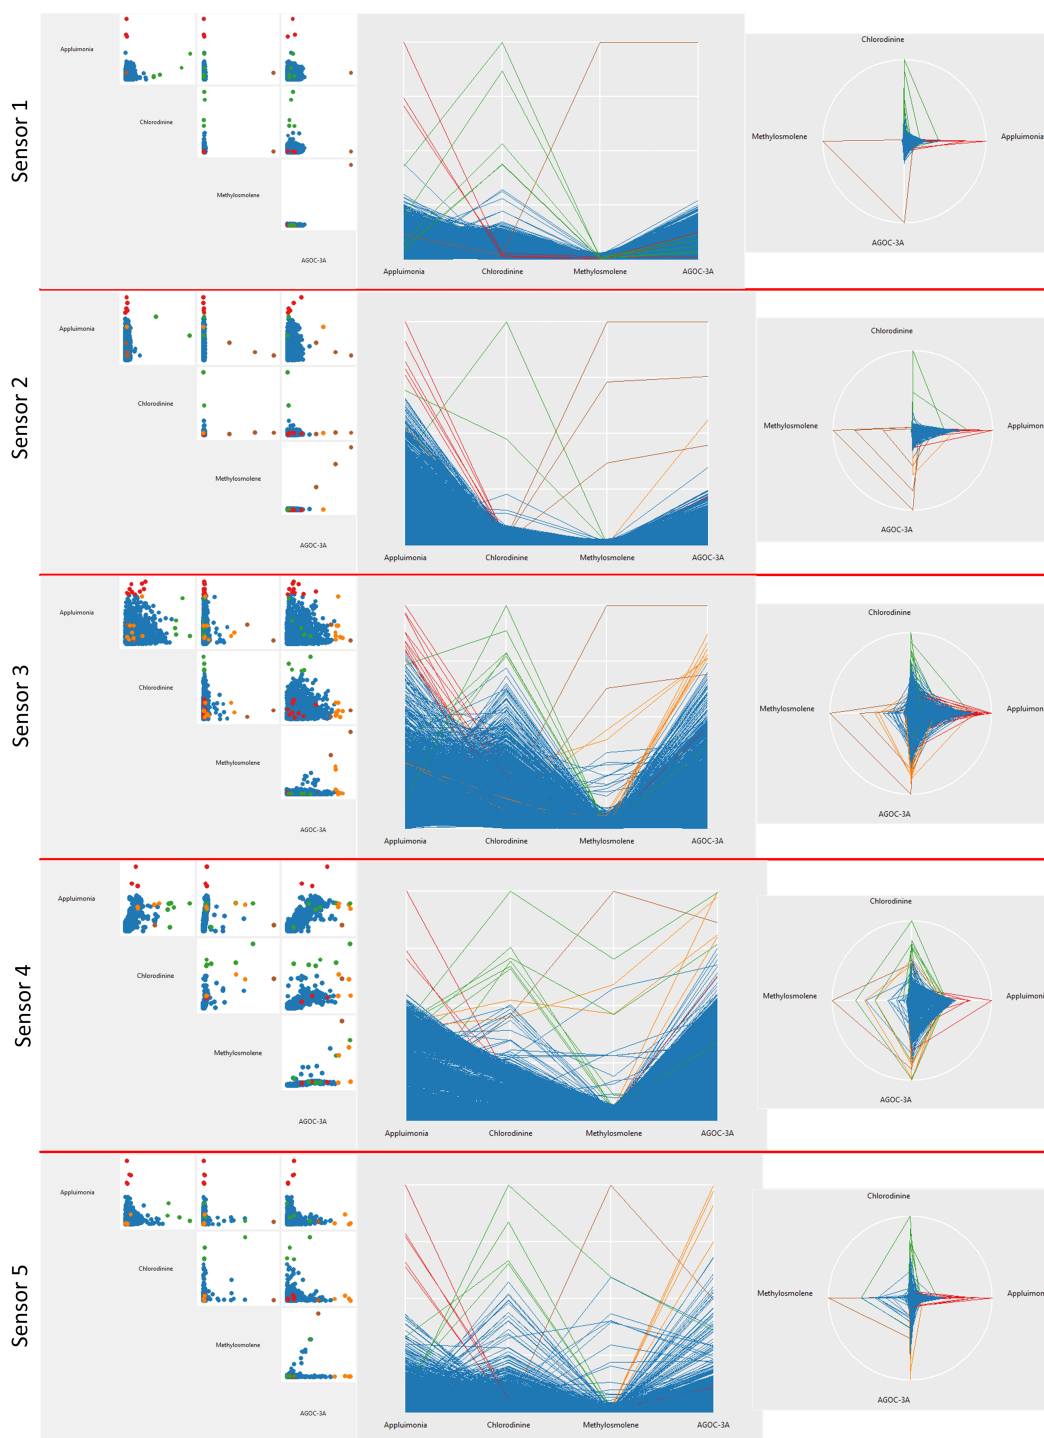 Sensor 1
Appluimonia
Chlorodinine
Methylosmolene
AGOC-3A
Appluimonia Chlorodinine Methylosmolene AGOC-3A
Chlorodinine
Methylosmolene Appluimonia
AGOC-3A
Sensor 2
Appluimonia
Chlorodinine
Methylosmolene
AGOC-3A
Appluimonia Chlorodinine Methylosmolene AGOC-3A
Chlorodinine
Methylosmolene Appluimon
AGOC-3A
Sensor 3
Appluimonia
Chlorodinine
Methylosmolene
AGOC-3A
Appluimonia Chlorodinine Methylosmolene AGOC-3A
Chlorodinine
Methylosmolene Appluimon
AGOC-3A
Sensor 4
Appluimonia
Chlorodinine
Methylosmolene
AGOC-3A
Appluimonia Chlorodinine Methylosmolene AGOC-3A
Chlorodinine
Methylosmolene Appluimoni
AGOC-3A
Sensor 5
Appluimonia
Chlorodinine
Methylosmolene
AGOC-3A
Appluimonia Chlorodinine Methylosmolene AGOC-3A
Chlorodinine
Methylosmolene Appluimoni
AGOC-3A